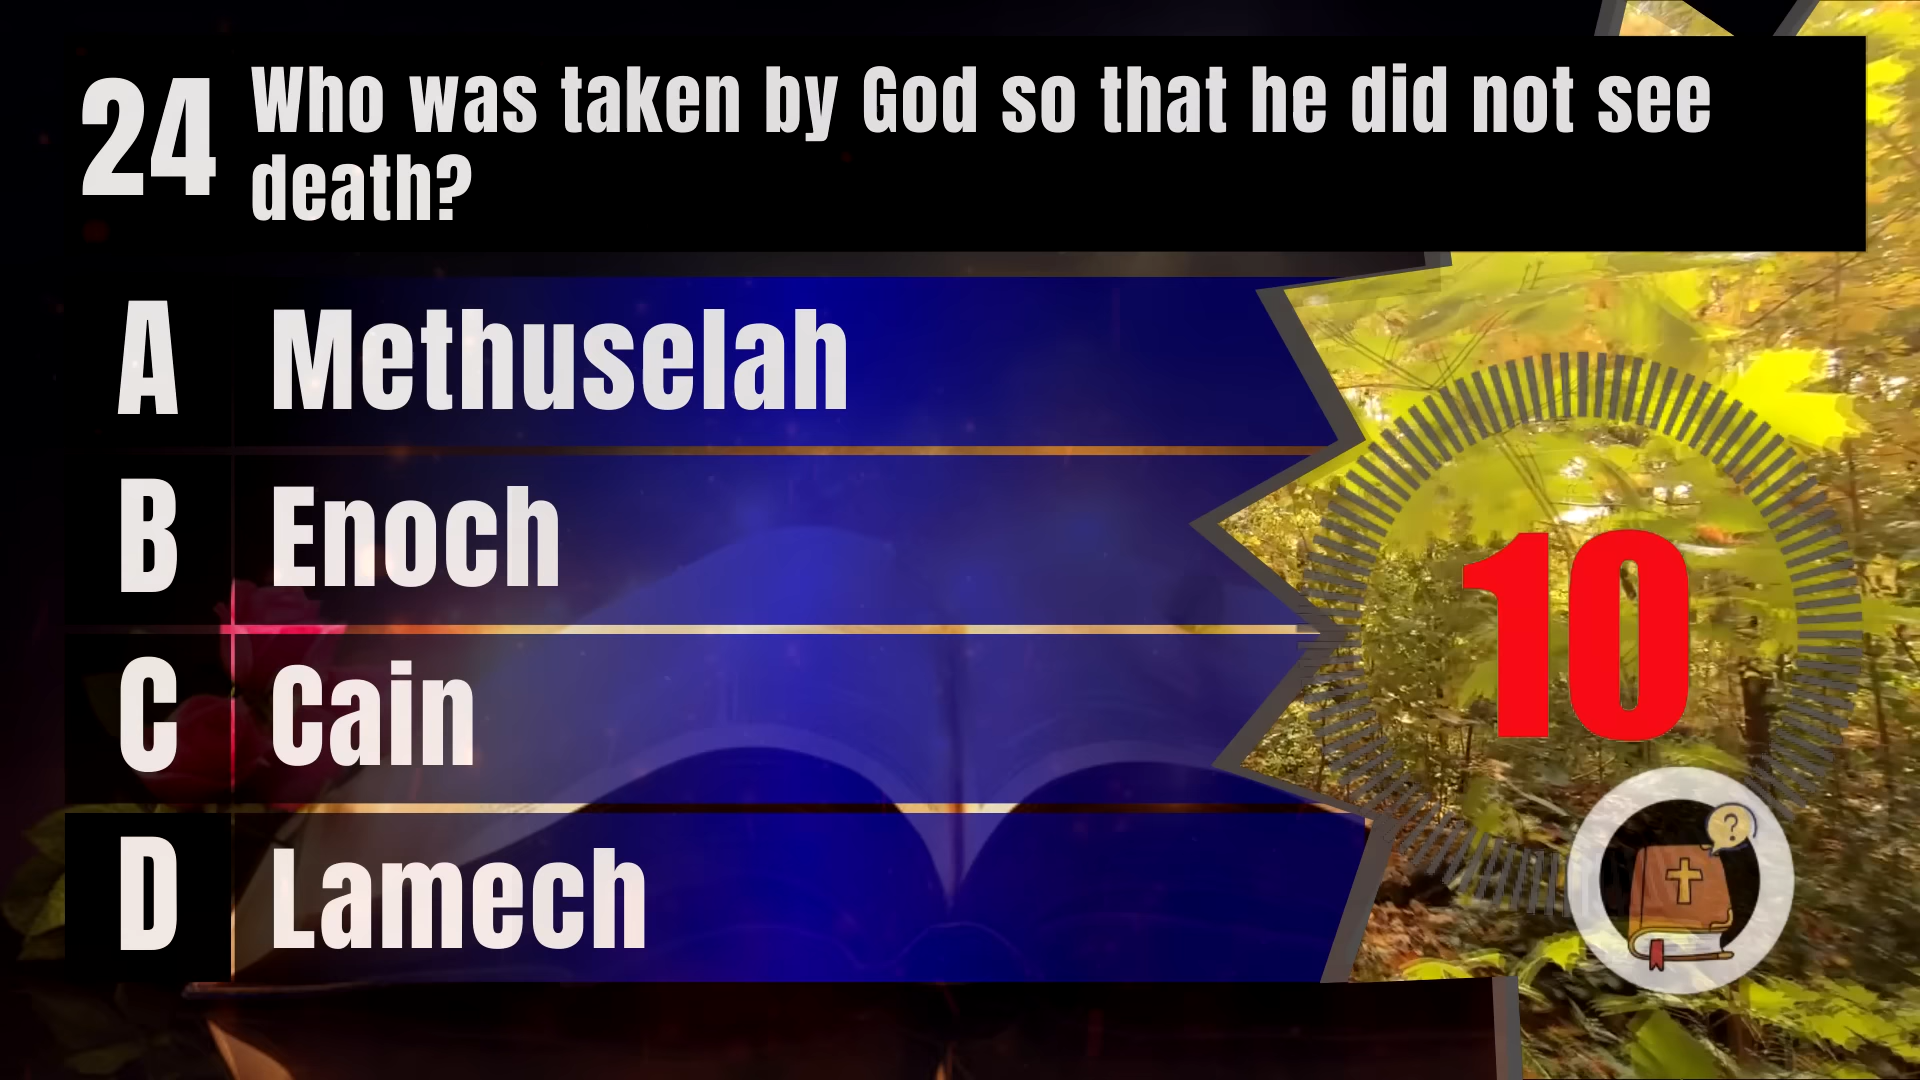 24 Who was taken by God so that he did not see
death?
A Methuselah
B Enoch
C Cain
D Lamech
10
?